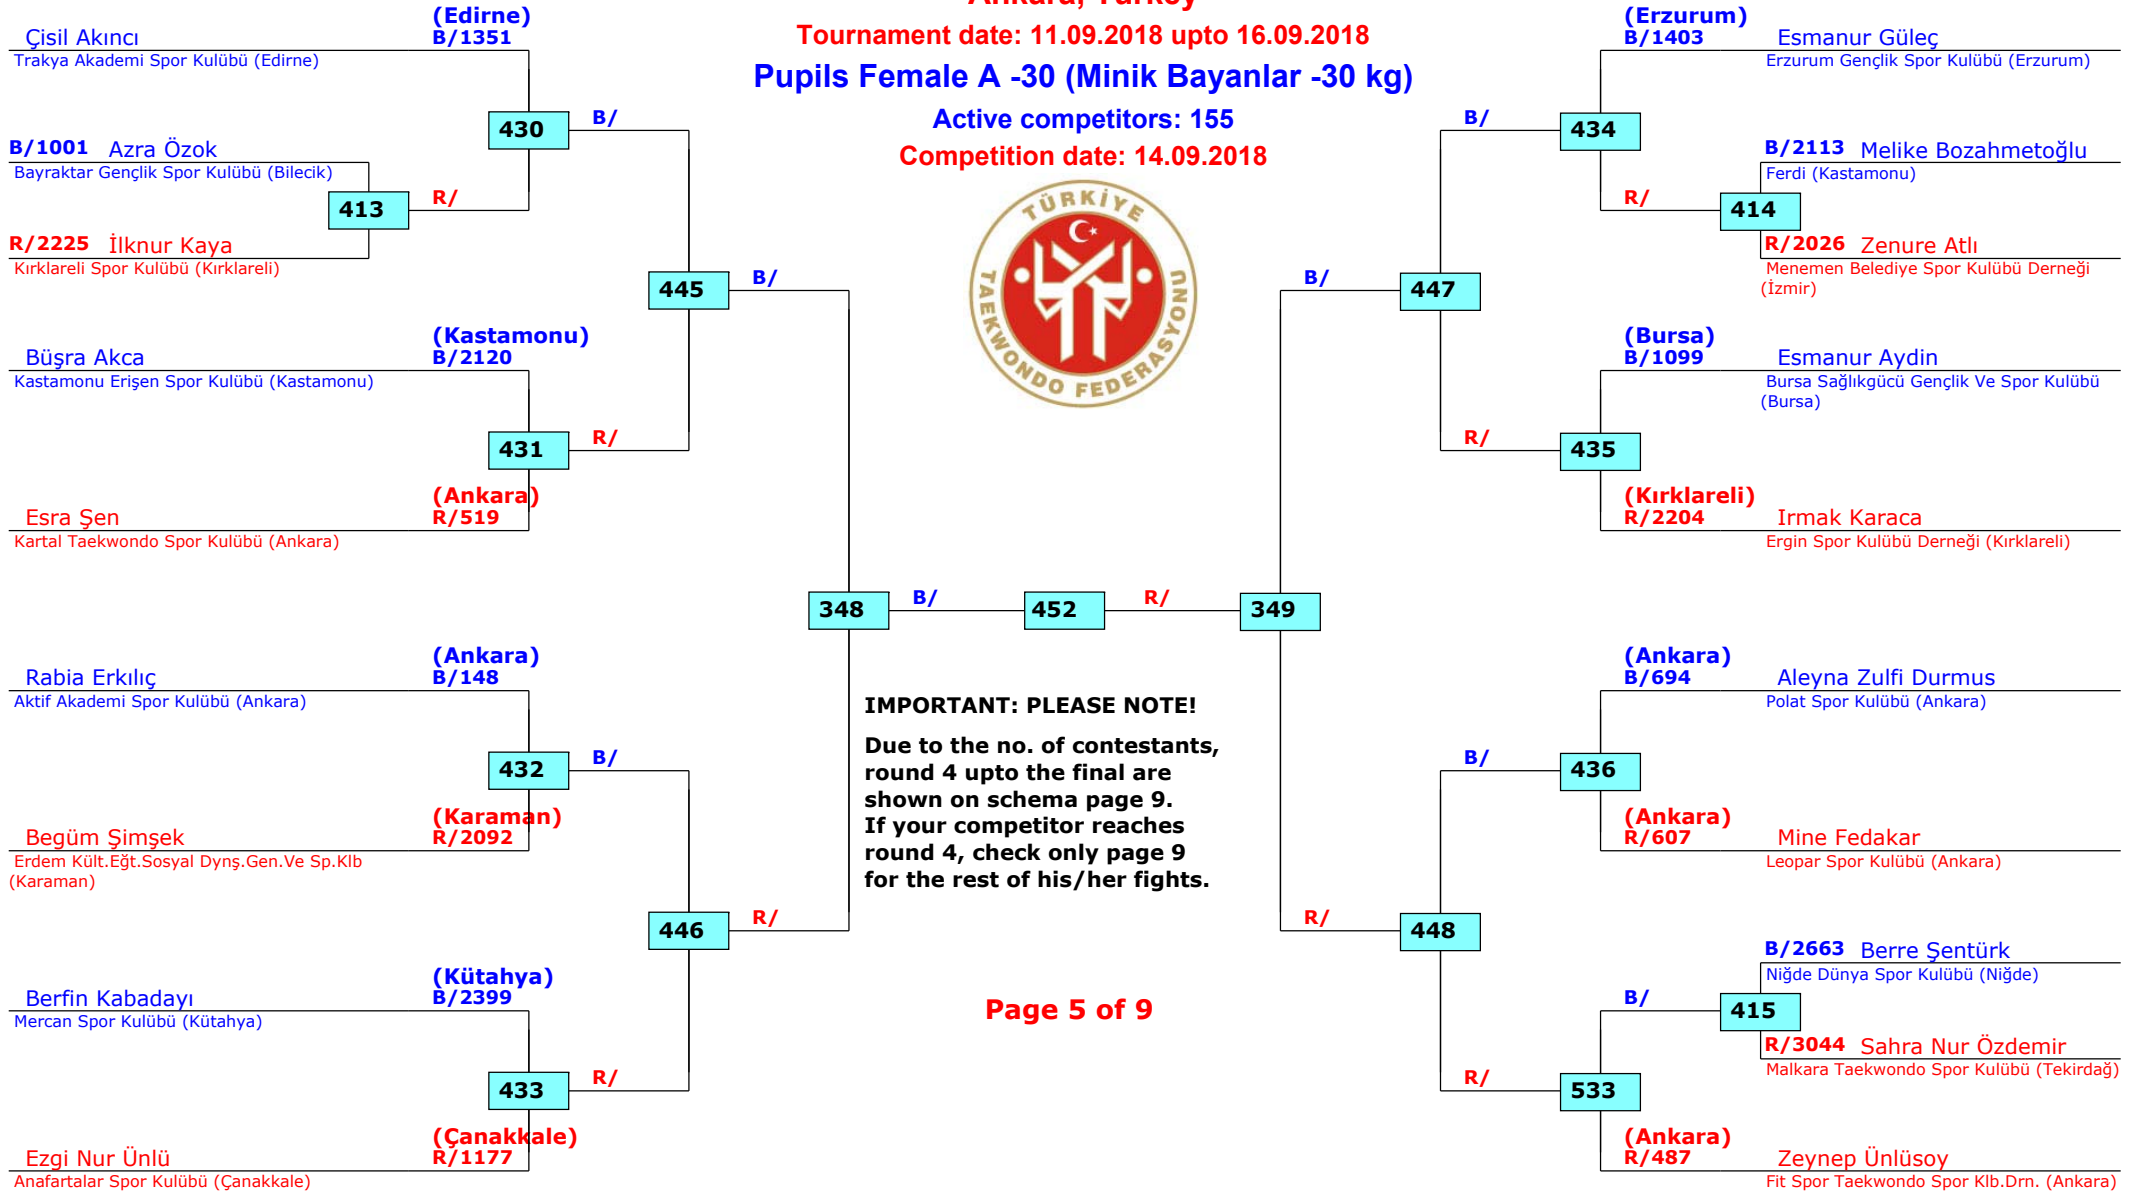 Ankara, Turkey
Tournament date: 11.09.2018 upto 16.09.2018
Pupils Female A -30 (Minik Bayanlar -30 kg)
Active competitors: 155
Competition date: 14.09.2018
TÜRKİYE
TAEKWONDO FEDERASYONU
(Edirne)
Çisil Akıncı B/1351
Trakya Akademi Spor Kulübü (Edirne)
430 B/
B/1001 Azra Özok
Bayraktar Gençlik Spor Kulübü (Bilecik)
413 R/
R/2225 İlknur Kaya
Kırklareli Spor Kulübü (Kırklareli)
445 B/
(Kastamonu)
Büşra Akca B/2120
Kastamonu Erişen Spor Kulübü (Kastamonu)
431 R/
(Ankara)
Esra Şen R/519
Kartal Taekwondo Spor Kulübü (Ankara)
348 B/ 452 R/ 349
(Ankara)
Rabia Erkılıç B/148
Aktif Akademi Spor Kulübü (Ankara)
432 B/
(Karaman)
Begüm Şimşek R/2092
Erdem Kült.Eğt.Sosyal Dynş.Gen.Ve Sp.Klb
(Karaman)
446 R/
(Kütahya)
Berfin Kabadayı B/2399
Mercan Spor Kulübü (Kütahya)
433 R/
(Çanakkale)
Ezgi Nur Ünlü R/1177
Anafartalar Spor Kulübü (Çanakkale)
IMPORTANT: PLEASE NOTE!
Due to the no. of contestants,
round 4 upto the final are
shown on schema page 9.
If your competitor reaches
round 4, check only page 9
for the rest of his/her fights.
Page 5 of 9
(Erzurum)
B/1403 Esmanur Güleç
Erzurum Gençlik Spor Kulübü (Erzurum)
B/ 434
B/2113 Melike Bozahmetoğlu
Ferdi (Kastamonu)
R/ 414
R/2026 Zenure Atlı
Menemen Belediye Spor Kulübü Derneği
(İzmir)
B/ 447
(Bursa)
B/1099 Esmanur Aydin
Bursa Sağlıkgücü Gençlik Ve Spor Kulübü
(Bursa)
R/ 435
(Kırklareli)
R/2204 Irmak Karaca
Ergin Spor Kulübü Derneği (Kırklareli)
(Ankara)
B/694 Aleyna Zulfi Durmus
Polat Spor Kulübü (Ankara)
B/ 436
(Ankara)
R/607 Mine Fedakar
Leopar Spor Kulübü (Ankara)
R/ 448
B/2663 Berre Şentürk
Niğde Dünya Spor Kulübü (Niğde)
B/ 415
R/3044 Sahra Nur Özdemir
Malkara Taekwondo Spor Kulübü (Tekirdağ)
R/ 533
(Ankara)
R/487 Zeynep Ünlüsoy
Fit Spor Taekwondo Spor Klb.Drn. (Ankara)